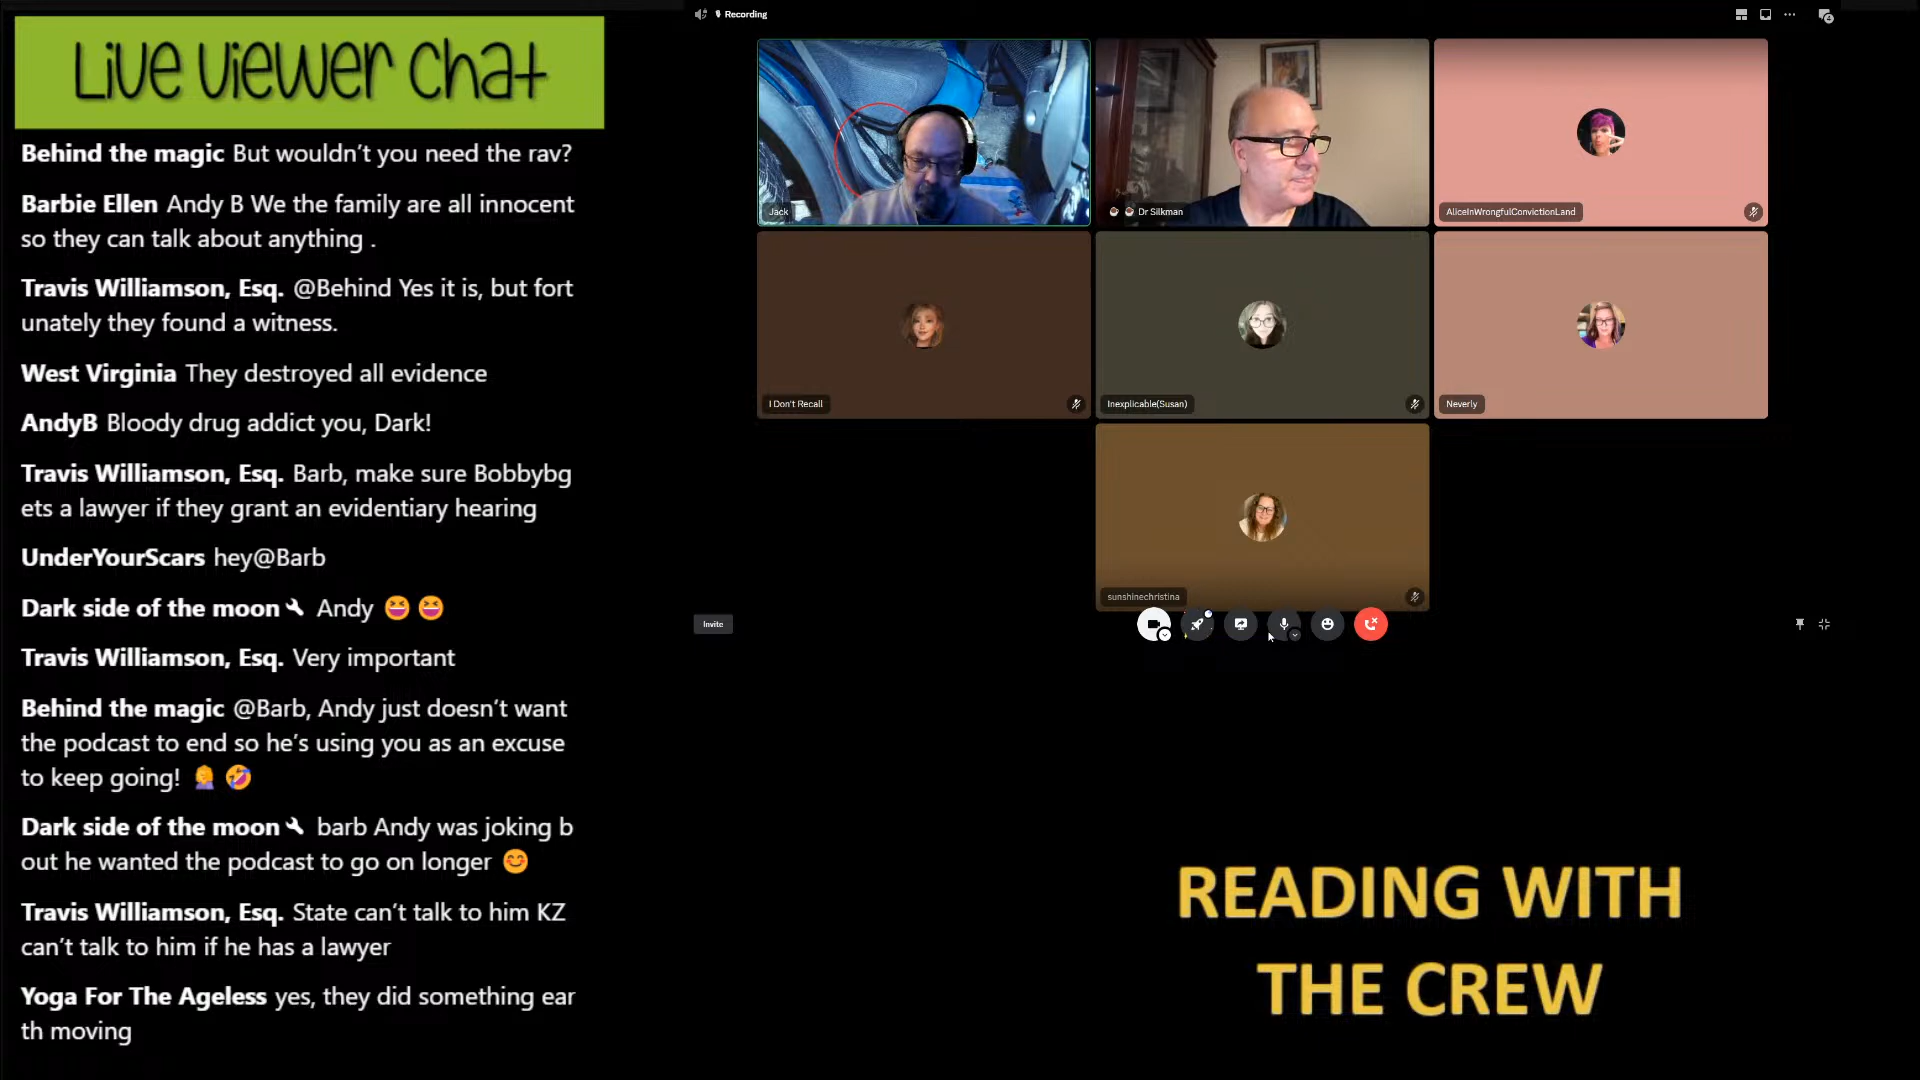 Live Viewer Chat
Behind the magic But wouldn't you need the rav?
Barbie Ellen Andy B We the family are all innocent
so they can talk about anything .
Travis Williamson, Esq. @Behind Yes it is, but fort
unately they found a witness.
West Virginia They destroyed all evidence
AndyB Bloody drug addict you, Dark!
Travis Williamson, Esq. Barb, make sure Bobbybg
ets a lawyer if they grant an evidentiary hearing
UnderYourScars hey@Barb
Dark side of the moon Andy 😆 😆
Travis Williamson, Esq. Very important
Behind the magic @Barb, Andy just doesn't want
the podcast to end so he's using you as an excuse
to keep going! 🤦 🤣
Dark side of the moon barb Andy was joking b
out he wanted the podcast to go on longer 😊
Travis Williamson, Esq. State can't talk to him KZ
can't talk to him if he has a lawyer
Yoga For The Ageless yes, they did something ear
th moving
Recording
Jack
Dr Silkman
AliceInWrongfulConvictionLand
I Don't Recall
Inexplicable(Susan)
Neverly
sunshinechristina
Invite
READING WITH
THE CREW